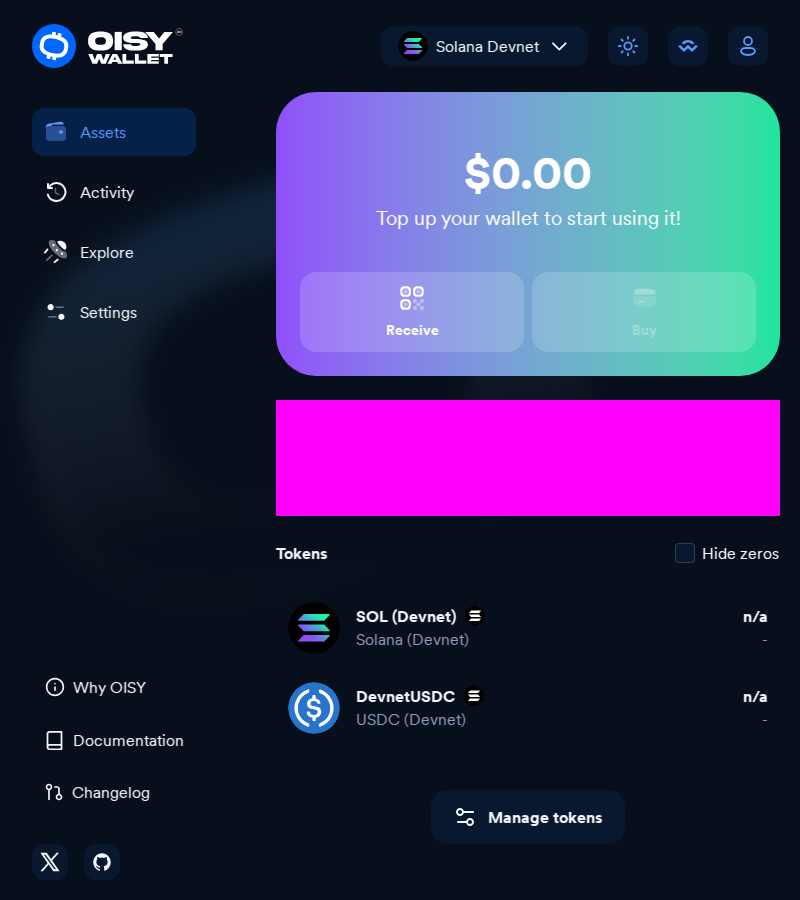 OISY
WALLET
Solana Devnet
Assets
Activity
Explore
Settings
$0.00
Top up your wallet to start using it!
Receive
Buy
Tokens
Hide zeros
SOL (Devnet)
n/a
Solana (Devnet)
-
DevnetUSDC
n/a
USDC (Devnet)
-
Why OISY
Documentation
Changelog
Manage tokens